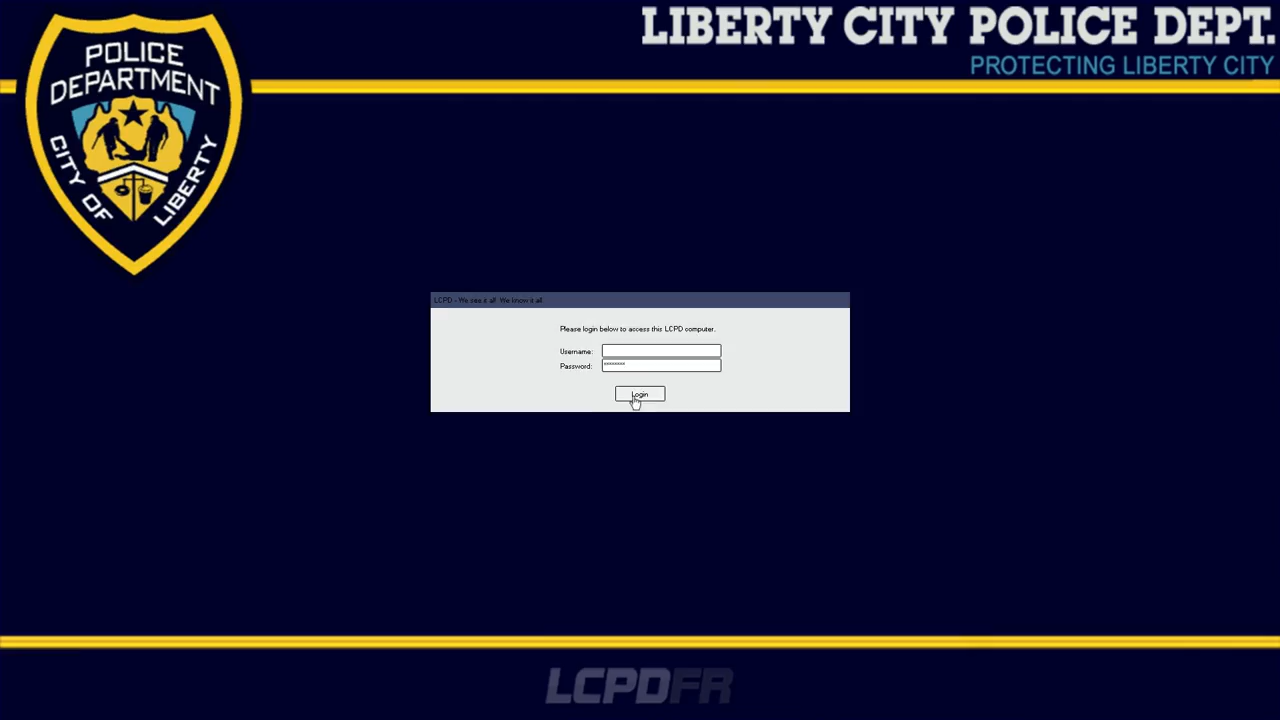 LIBERTY CITY POLICE DEPT.
PROTECTING LIBERTY CITY
POLICE
DEPARTMENT
CITY OF LIBERTY
LCPD - We see it all. We know it all.
Please login below to access this LCPD computer.
Username:
Password: ********
Login
LCPDFR